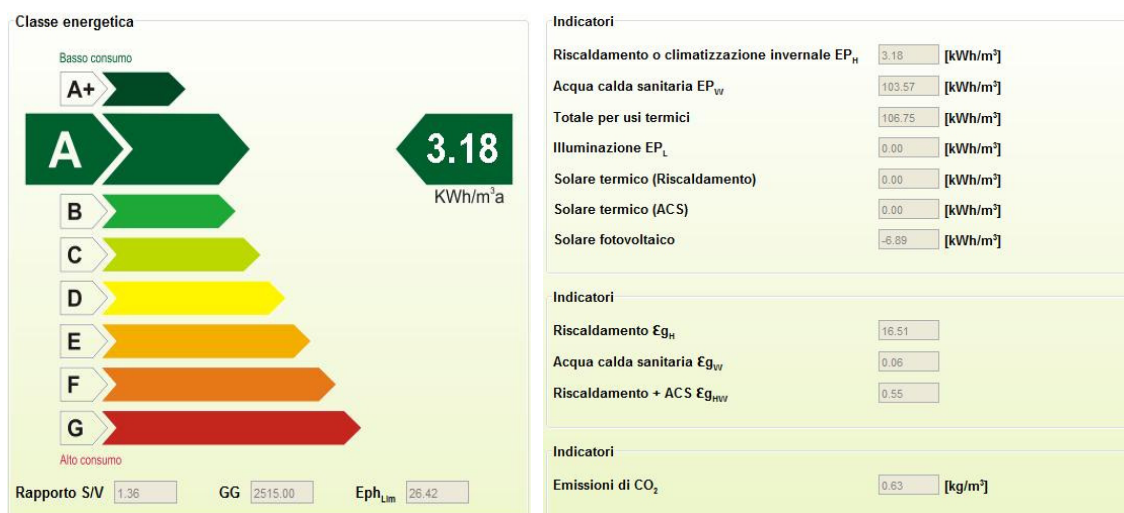 Classe energetica
Basso consumo
A+
A
3.18
KWh/m³a
B
C
D
E
F
G
Alto consumo
Rapporto S/V 1.36 GG 2515.00 Eph_Lim 26.42
Indicatori
Riscaldamento o climatizzazione invernale EP_H 3.18 [kWh/m³]
Acqua calda sanitaria EP_W 103.57 [kWh/m³]
Totale per usi termici 106.75 [kWh/m³]
Illuminazione EP_L 0.00 [kWh/m³]
Solare termico (Riscaldamento) 0.00 [kWh/m³]
Solare termico (ACS) 0.00 [kWh/m³]
Solare fotovoltaico -6.89 [kWh/m³]
Indicatori
Riscaldamento Ɛg_H 16.51
Acqua calda sanitaria Ɛg_W 0.06
Riscaldamento + ACS Ɛg_HW 0.55
Indicatori
Emissioni di CO₂ 0.63 [kg/m³]